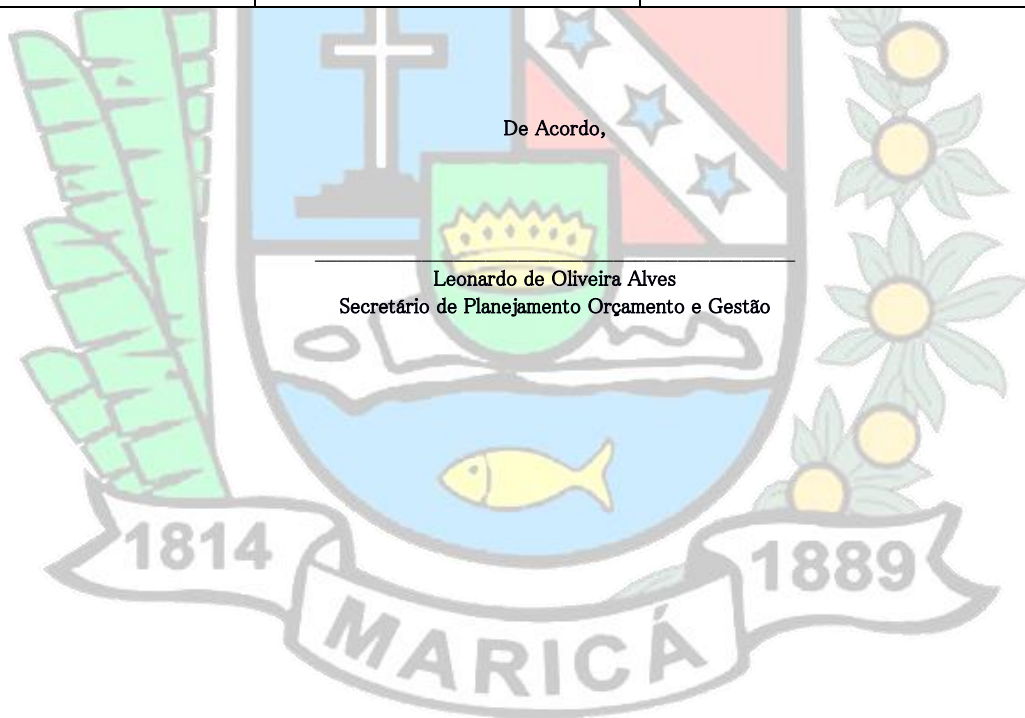 De Acordo,
Leonardo de Oliveira Alves
Secretário de Planejamento Orçamento e Gestão
1814
1889
MARICÁ